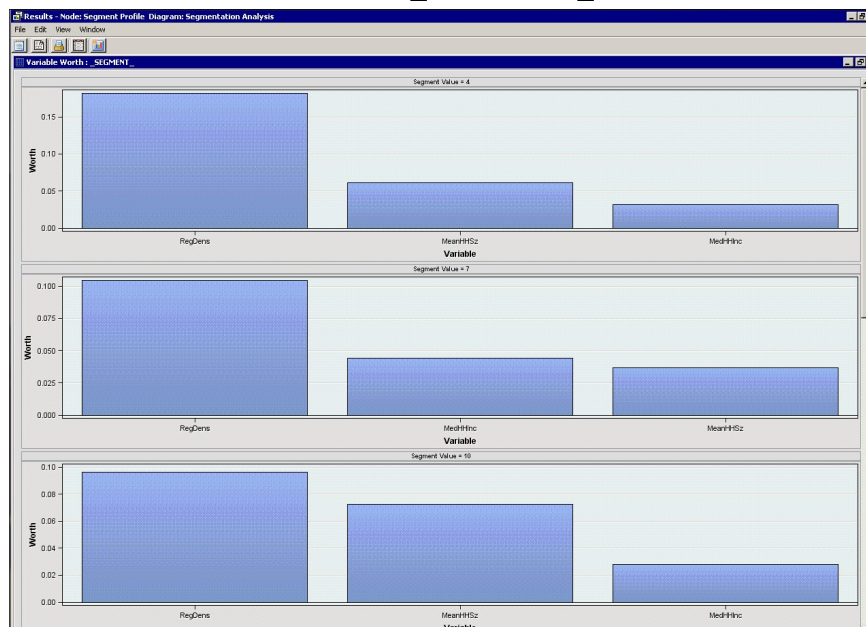 Results - Node: Segment Profile Diagram: Segmentation Analysis
File Edit View Window
Variable Worth : _SEGMENT_
Segment Value = 4
Worth
0.15
0.10
0.05
0.00
RegDens MeanHHSz MedHHInc
Variable
Segment Value = 7
Worth
0.100
0.075
0.050
0.025
0.000
RegDens MedHHInc MeanHHSz
Variable
Segment Value = 10
Worth
0.10
0.08
0.06
0.04
0.02
0.00
RegDens MeanHHSz MedHHInc
Variable